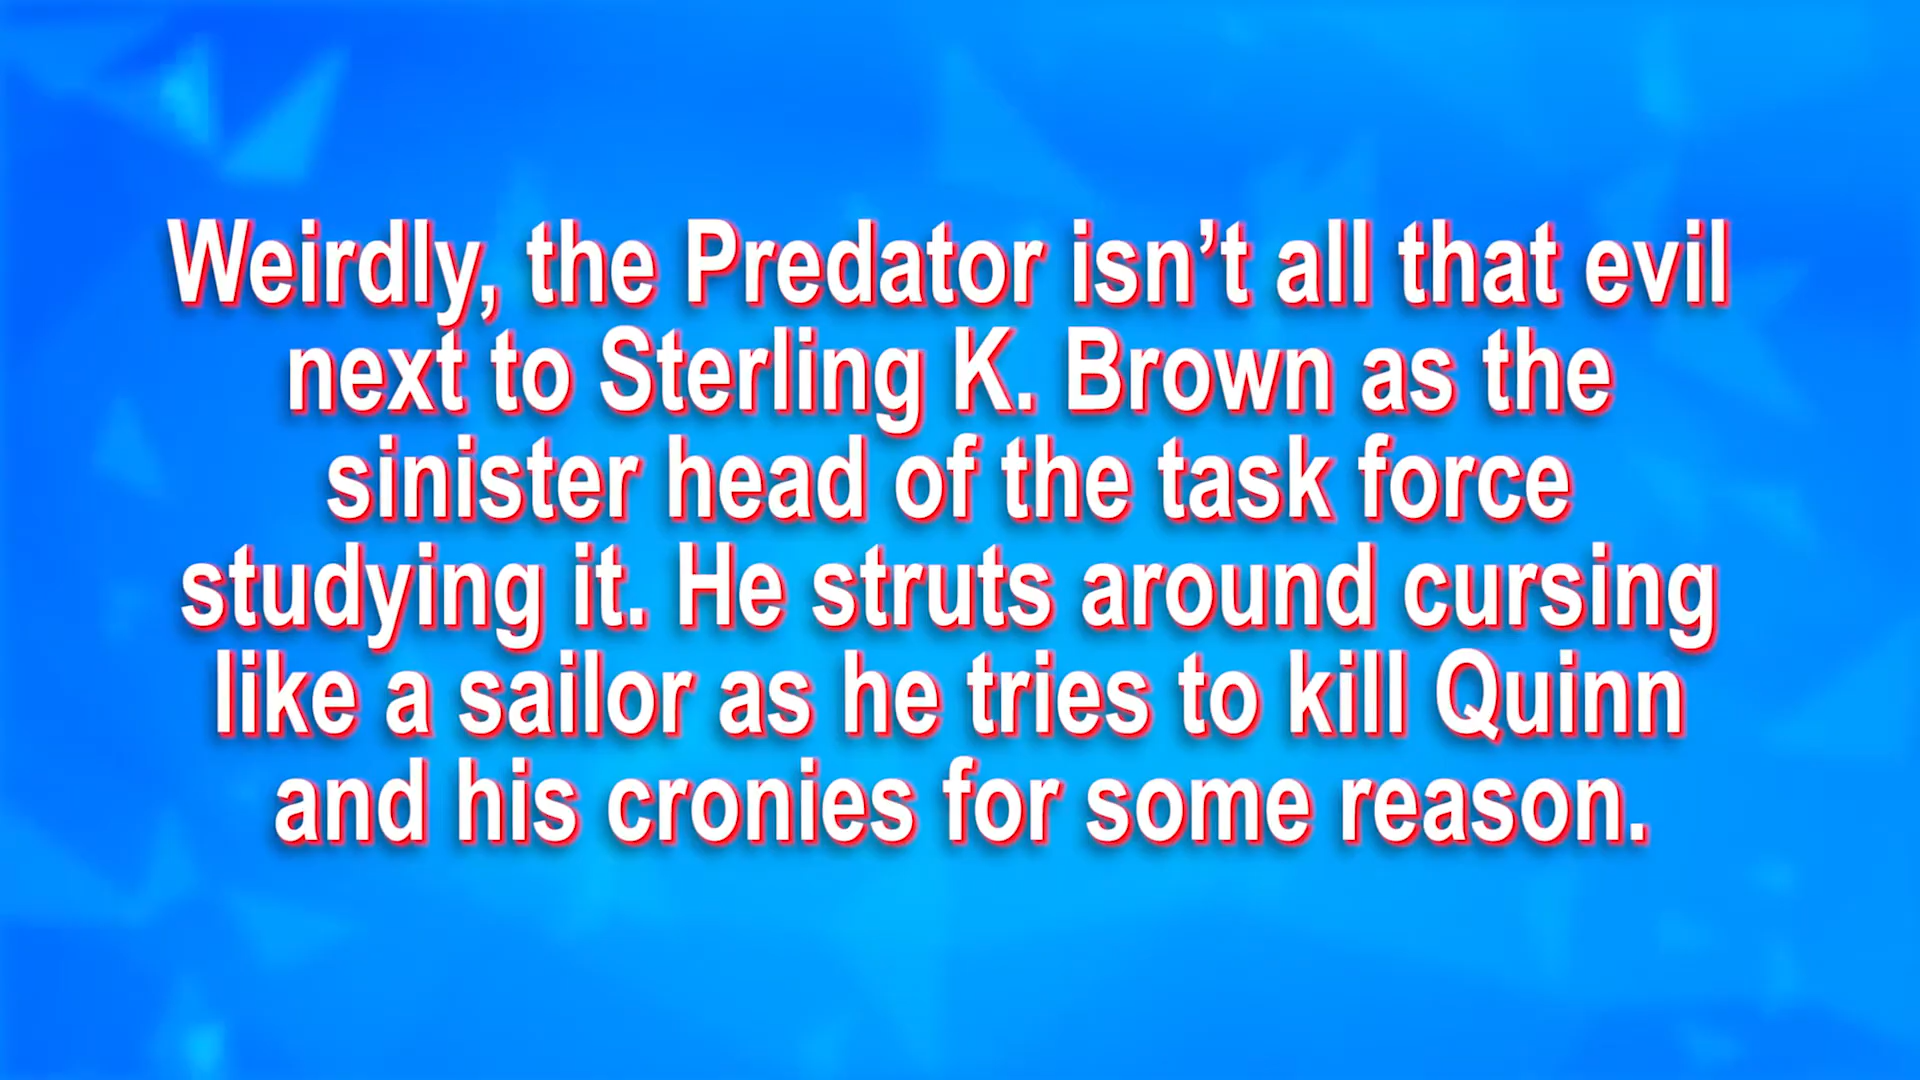 Weirdly, the Predator isn’t all that evil
next to Sterling K. Brown as the
sinister head of the task force
studying it. He struts around cursing
like a sailor as he tries to kill Quinn
and his cronies for some reason.